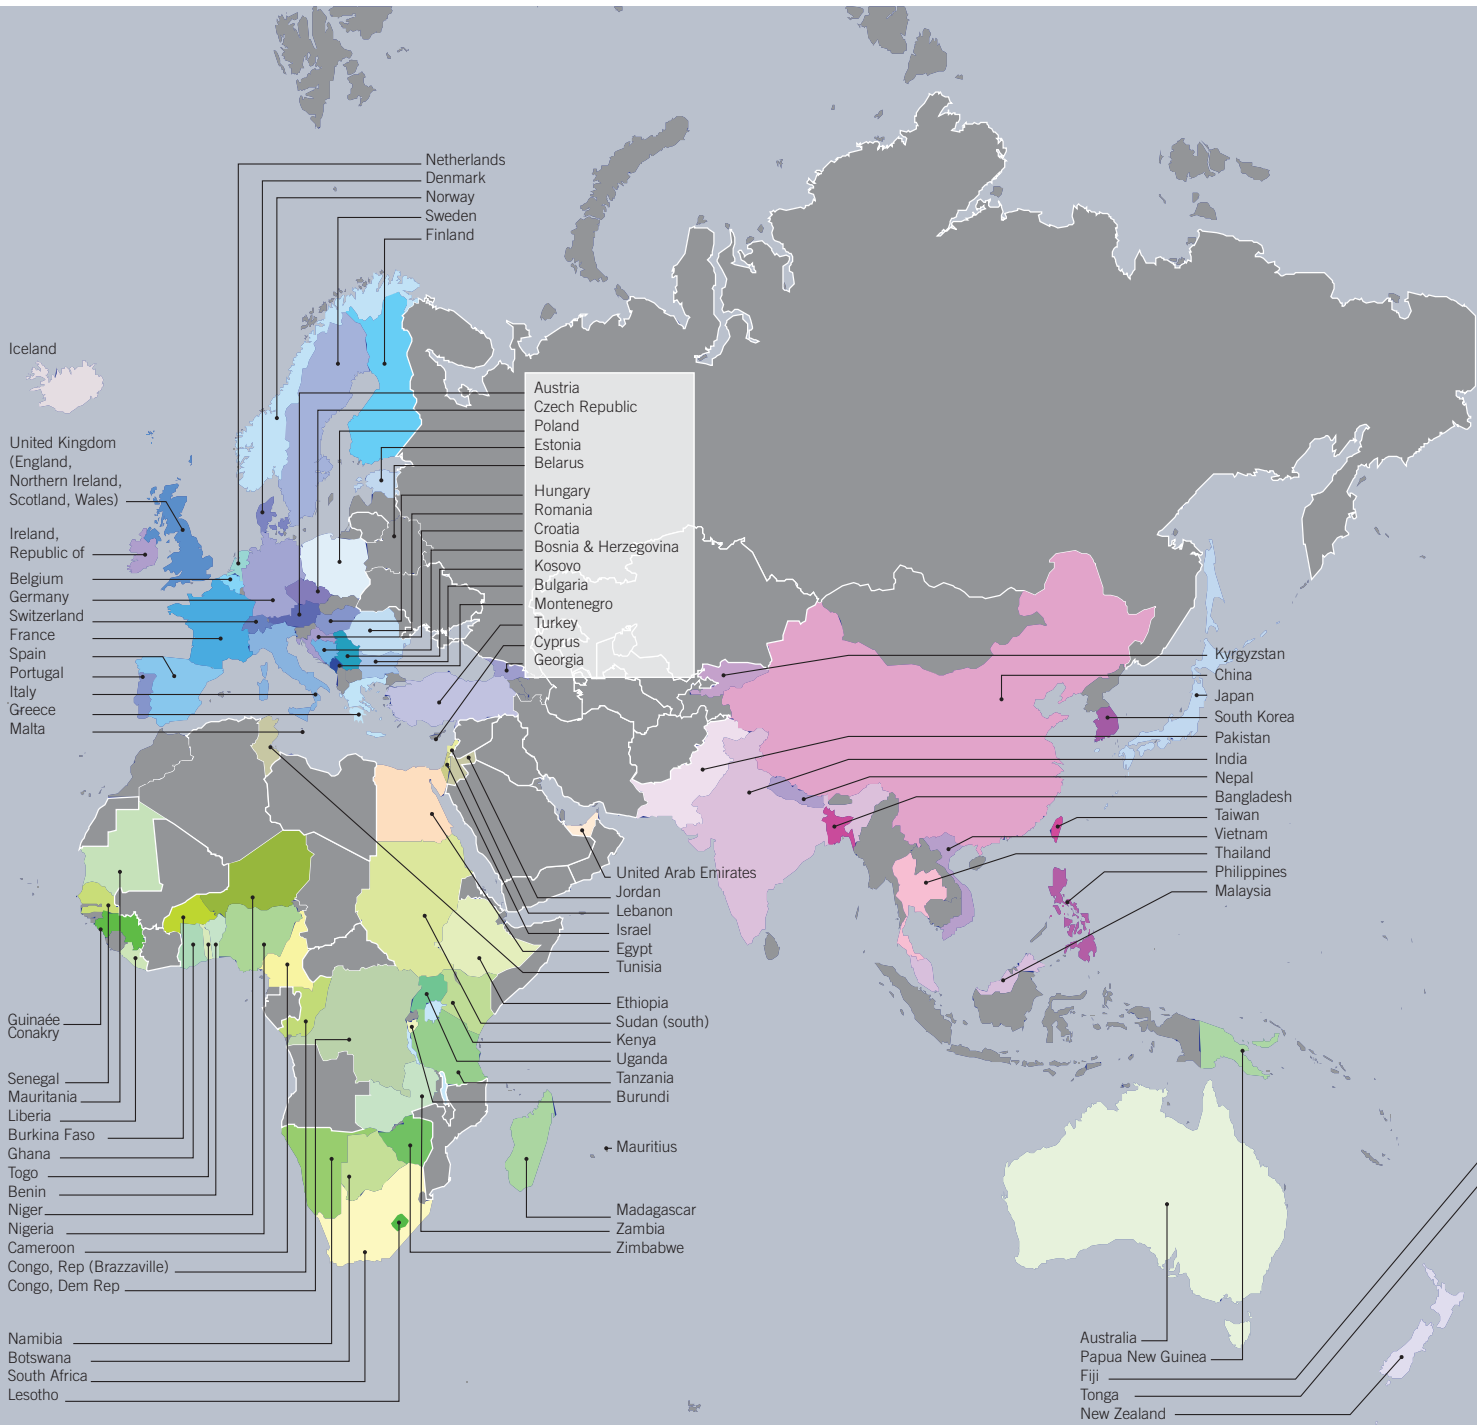 Netherlands
Denmark
Norway
Sweden
Finland
Iceland
United Kingdom
(England,
Northern Ireland,
Scotland, Wales)
Ireland,
Republic of
Belgium
Germany
Switzerland
France
Spain
Portugal
Italy
Greece
Malta
Austria
Czech Republic
Poland
Estonia
Belarus
Hungary
Romania
Croatia
Bosnia & Herzegovina
Kosovo
Bulgaria
Montenegro
Turkey
Cyprus
Georgia
Kyrgyzstan
China
Japan
South Korea
Pakistan
India
Nepal
Bangladesh
Taiwan
Vietnam
Thailand
Philippines
Malaysia
United Arab Emirates
Jordan
Lebanon
Israel
Egypt
Tunisia
Ethiopia
Sudan (south)
Kenya
Uganda
Tanzania
Burundi
Mauritius
Madagascar
Zambia
Zimbabwe
Guinaée
Conakry
Senegal
Mauritania
Liberia
Burkina Faso
Ghana
Togo
Benin
Niger
Nigeria
Cameroon
Congo, Rep (Brazzaville)
Congo, Dem Rep
Namibia
Botswana
South Africa
Lesotho
Australia
Papua New Guinea
Fiji
Tonga
New Zealand